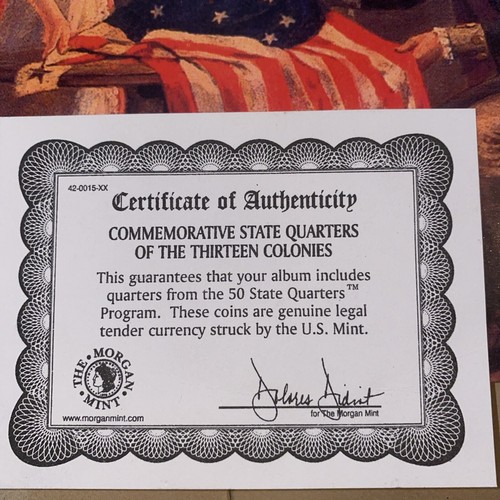 42-0015-XX
Certificate of Authenticity
COMMEMORATIVE STATE QUARTERS
OF THE THIRTEEN COLONIES
This guarantees that your album includes
quarters from the 50 State Quarters™
Program. These coins are genuine legal
tender currency struck by the U.S. Mint.
THE • MORGAN MINT •
www.morganmint.com
for The Morgan Mint